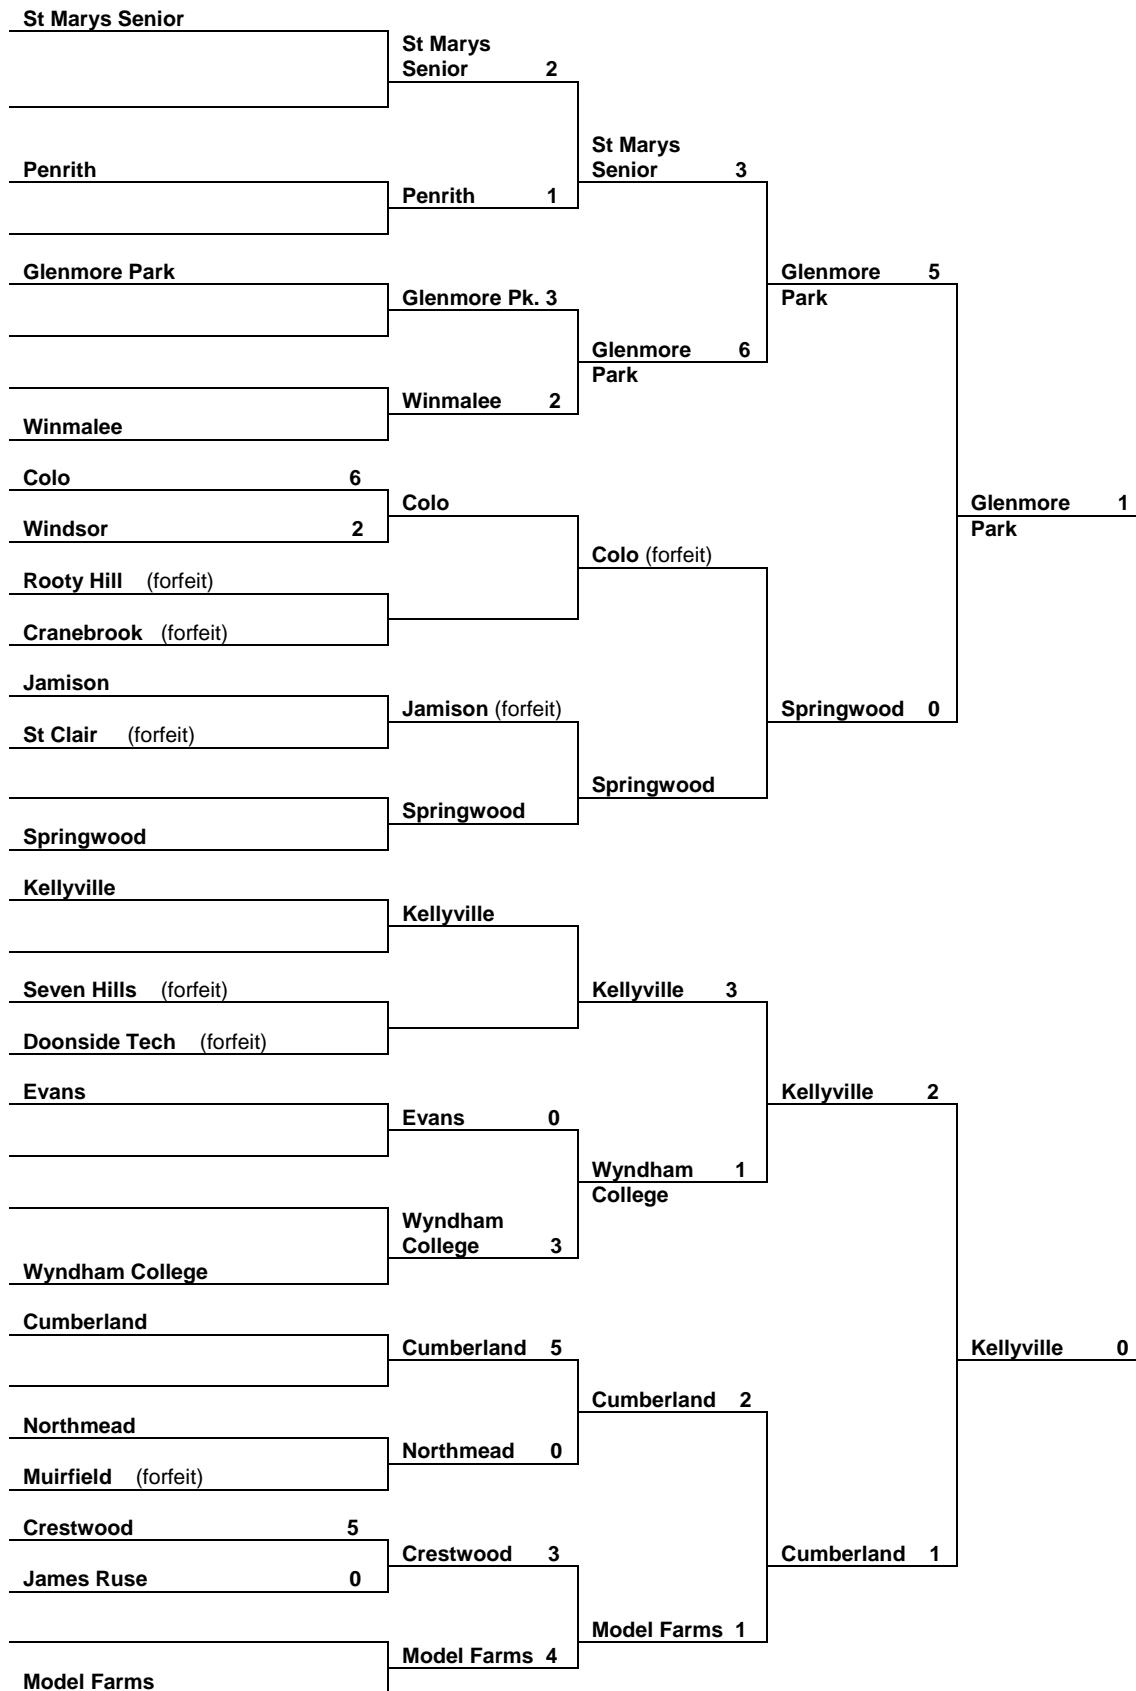 St Marys Senior
St Marys
Senior 2
St Marys
Senior 3
Penrith
Penrith 1
Glenmore Park
Glenmore 5
Park
Glenmore Pk. 3
Glenmore 6
Park
Winmalee 2
Winmalee
Colo 6
Colo
Glenmore 1
Park
Windsor 2
Colo (forfeit)
Rooty Hill (forfeit)
Cranebrook (forfeit)
Jamison
Jamison (forfeit)
Springwood 0
St Clair (forfeit)
Springwood
Springwood
Springwood
Kellyville
Kellyville
Seven Hills (forfeit)
Kellyville 3
Doonside Tech (forfeit)
Evans
Kellyville 2
Evans 0
Wyndham 1
College
Wyndham
College 3
Wyndham College
Cumberland
Cumberland 5
Kellyville 0
Cumberland 2
Northmead
Northmead 0
Muirfield (forfeit)
Crestwood 5
Crestwood 3
Cumberland 1
James Ruse 0
Model Farms 1
Model Farms 4
Model Farms